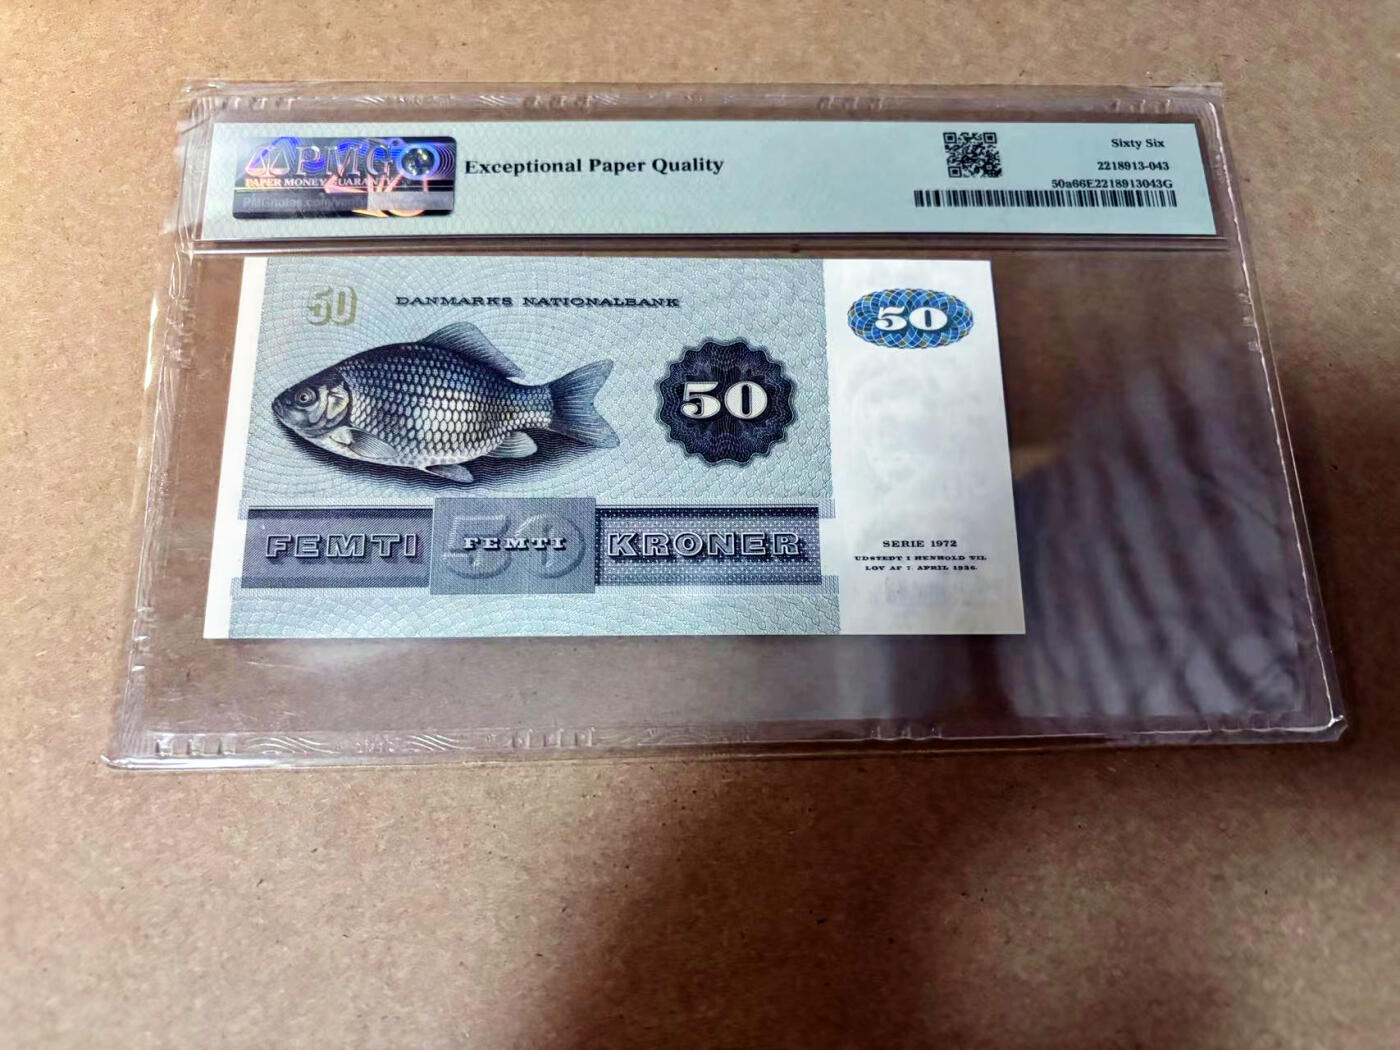 PMG
PAPER MONEY GUARANTY
Exceptional Paper Quality
Sixty Six
2218913-043
50a66E2218913043G
50
DANMARKS NATIONALBANK
50
50
FEMTI
50
FEMTI
KRONER
SERIE 1972
UDSTEDT I HENHOLD TIL
LOV AF 7. APRIL 1936.